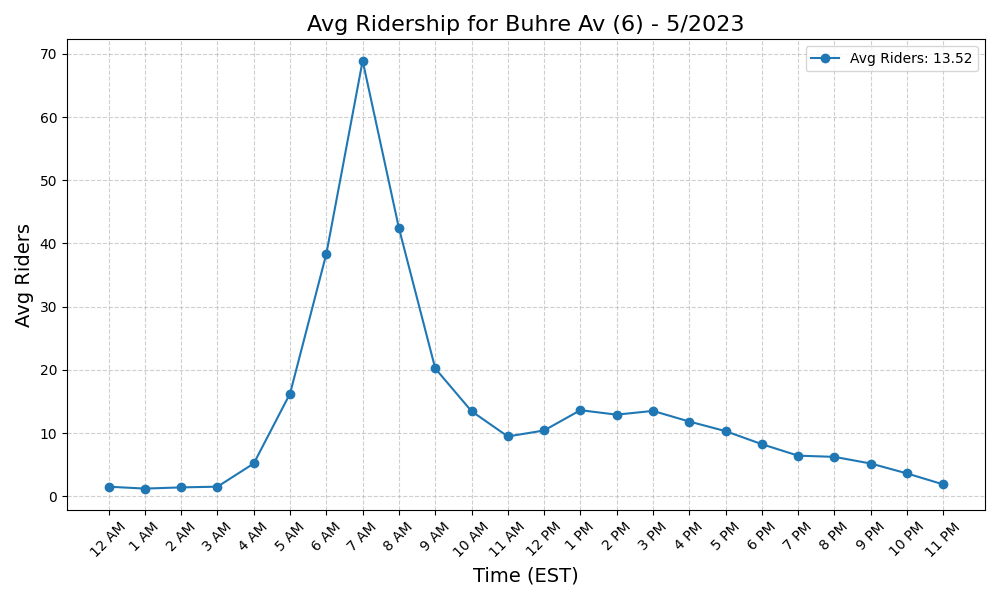 Avg Ridership for Buhre Av (6) - 5/2023
Avg Riders: 13.52
Avg Riders
70
60
50
40
30
20
10
0
12 AM
1 AM
2 AM
3 AM
4 AM
5 AM
6 AM
7 AM
8 AM
9 AM
10 AM
11 AM
12 PM
1 PM
2 PM
3 PM
4 PM
5 PM
6 PM
7 PM
8 PM
9 PM
10 PM
11 PM
Time (EST)